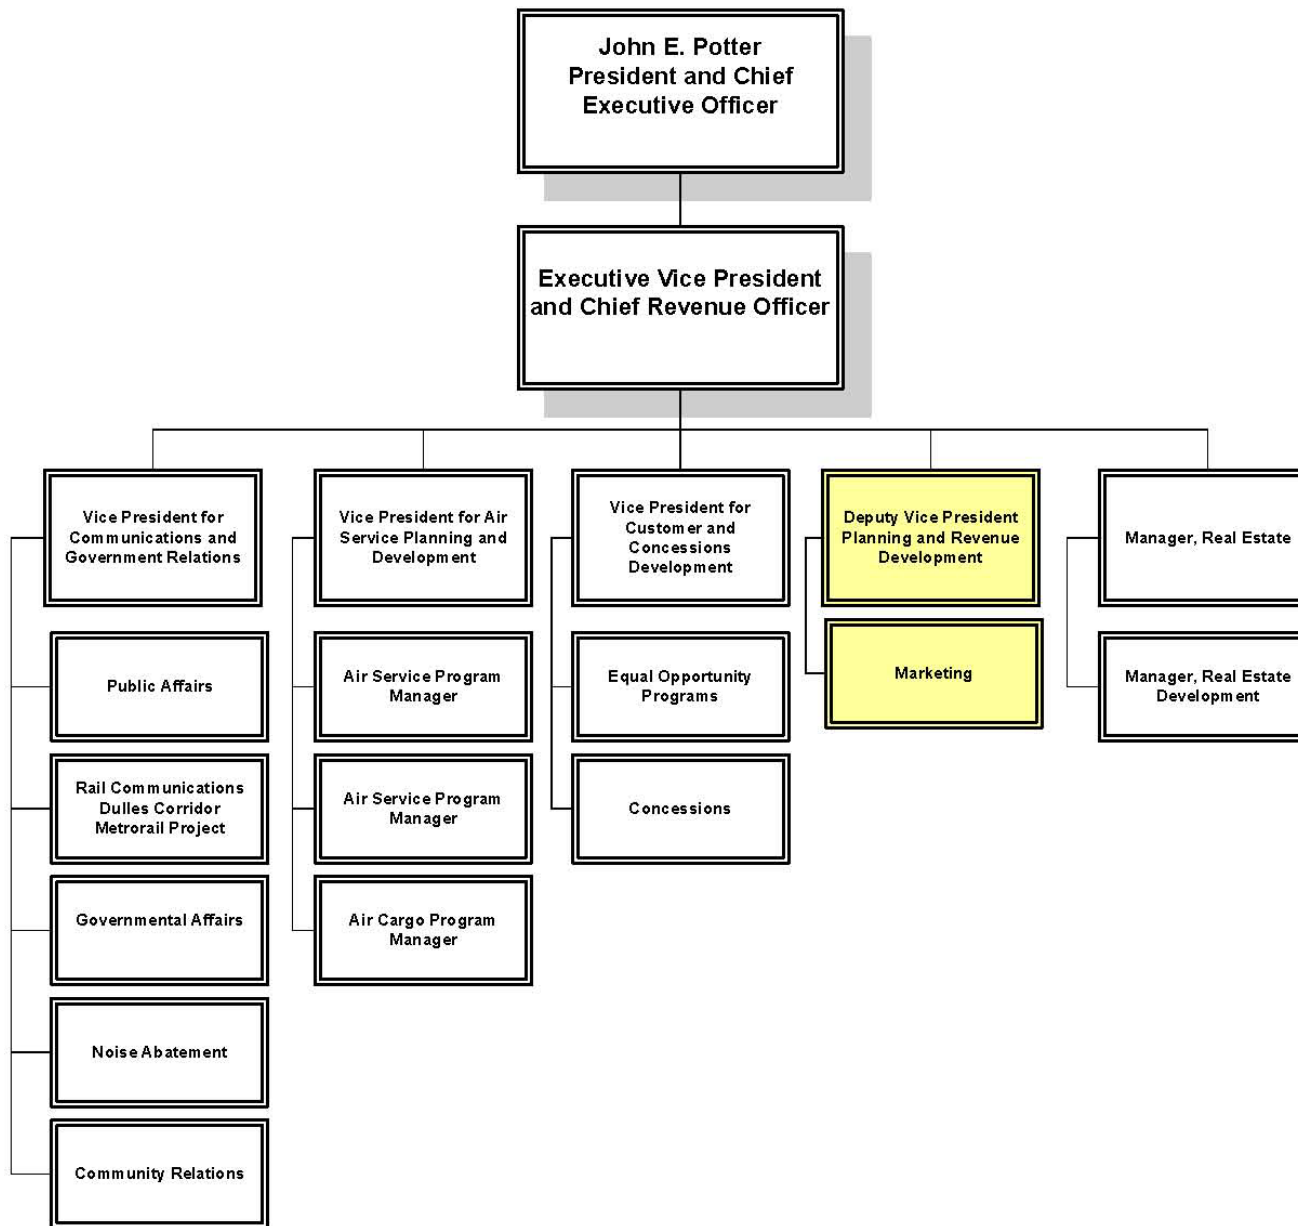 John E. Potter
President and Chief
Executive Officer
Executive Vice President
and Chief Revenue Officer
Vice President for
Communications and
Government Relations
Vice President for Air
Service Planning and
Development
Vice President for
Customer and
Concessions
Development
Deputy Vice President
Planning and Revenue
Development
Manager, Real Estate
Public Affairs
Air Service Program
Manager
Equal Opportunity
Programs
Marketing
Manager, Real Estate
Development
Rail Communications
Dulles Corridor
Metrorail Project
Air Service Program
Manager
Concessions
Governmental Affairs
Air Cargo Program
Manager
Noise Abatement
Community Relations